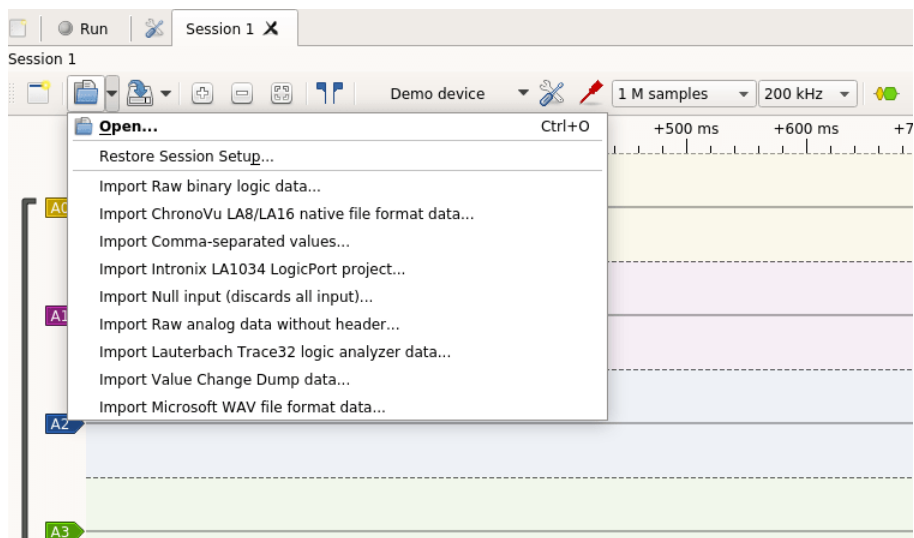 Run
Session 1
Session 1
Demo device
1 M samples
200 kHz
Open... Ctrl+O
Restore Session Setup...
Import Raw binary logic data...
Import ChronoVu LA8/LA16 native file format data...
Import Comma-separated values...
Import Intronix LA1034 LogicPort project...
Import Null input (discards all input)...
Import Raw analog data without header...
Import Lauterbach Trace32 logic analyzer data...
Import Value Change Dump data...
Import Microsoft WAV file format data...
+500 ms +600 ms +7
A0
A1
A2
A3